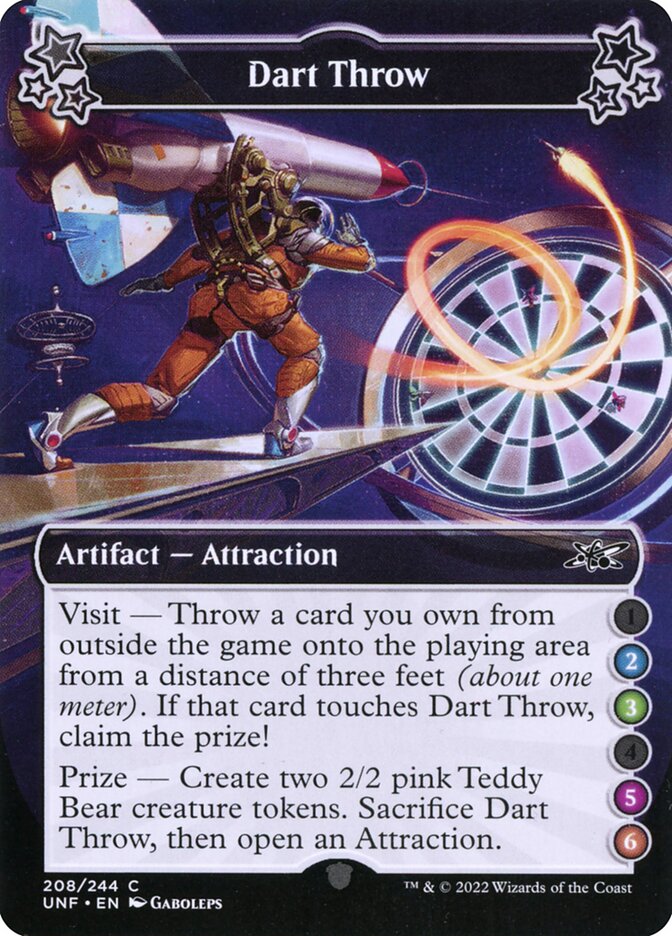 Dart Throw
Artifact — Attraction
Visit — Throw a card you own from
outside the game onto the playing area
from a distance of three feet (about one
meter). If that card touches Dart Throw,
claim the prize!
Prize — Create two 2/2 pink Teddy
Bear creature tokens. Sacrifice Dart
Throw, then open an Attraction.
1
2
3
4
5
6
208/244 C
UNF • EN Gaboleps
™ & © 2022 Wizards of the Coast